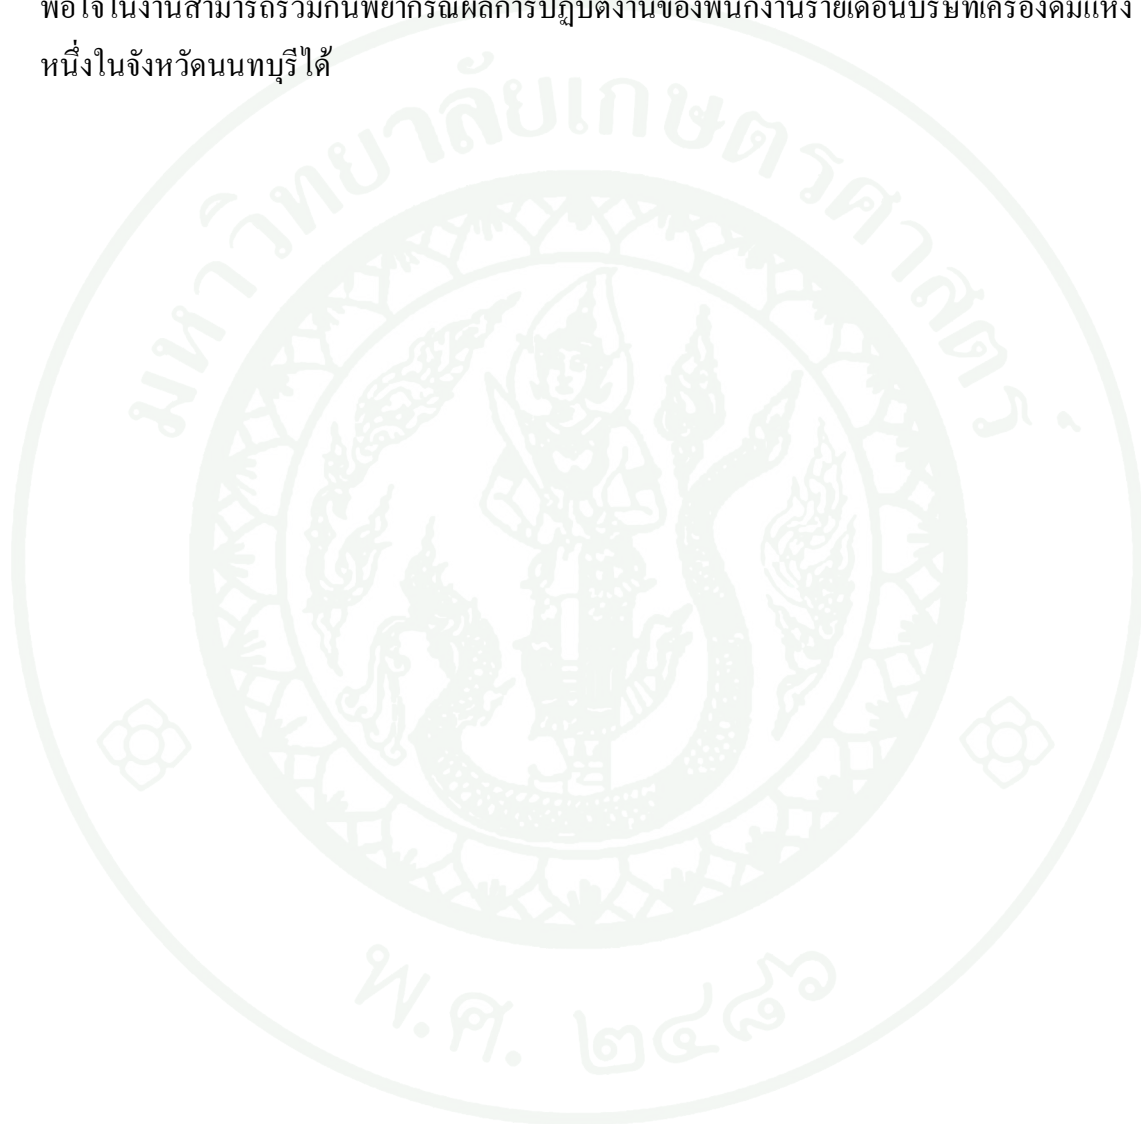 พอใจในงานสามารถร่วมกันพยากรณ์ผลการปฏิบัติงานของพนักงานรายเดือนบริษัทเครื่องดื่มแห่ง
หนึ่งในจังหวัดนนทบุรีได้
มหาวิทยาลัยเกษตรศาสตร์
พ.ศ. ๒๔๘๖